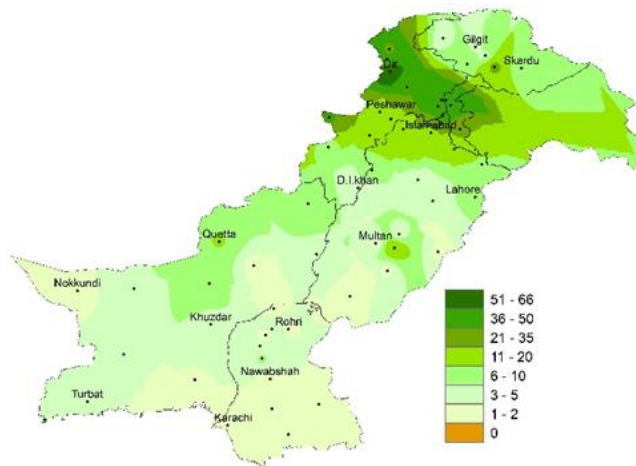 Gilgit
Dir
Skardu
Peshawar
Islamabad
D.I.khan
Lahore
Quetta
Multan
Nokkundi
Khuzdar
Rohri
Nawabshah
Turbat
Karachi
51 - 66
36 - 50
21 - 35
11 - 20
6 - 10
3 - 5
1 - 2
0